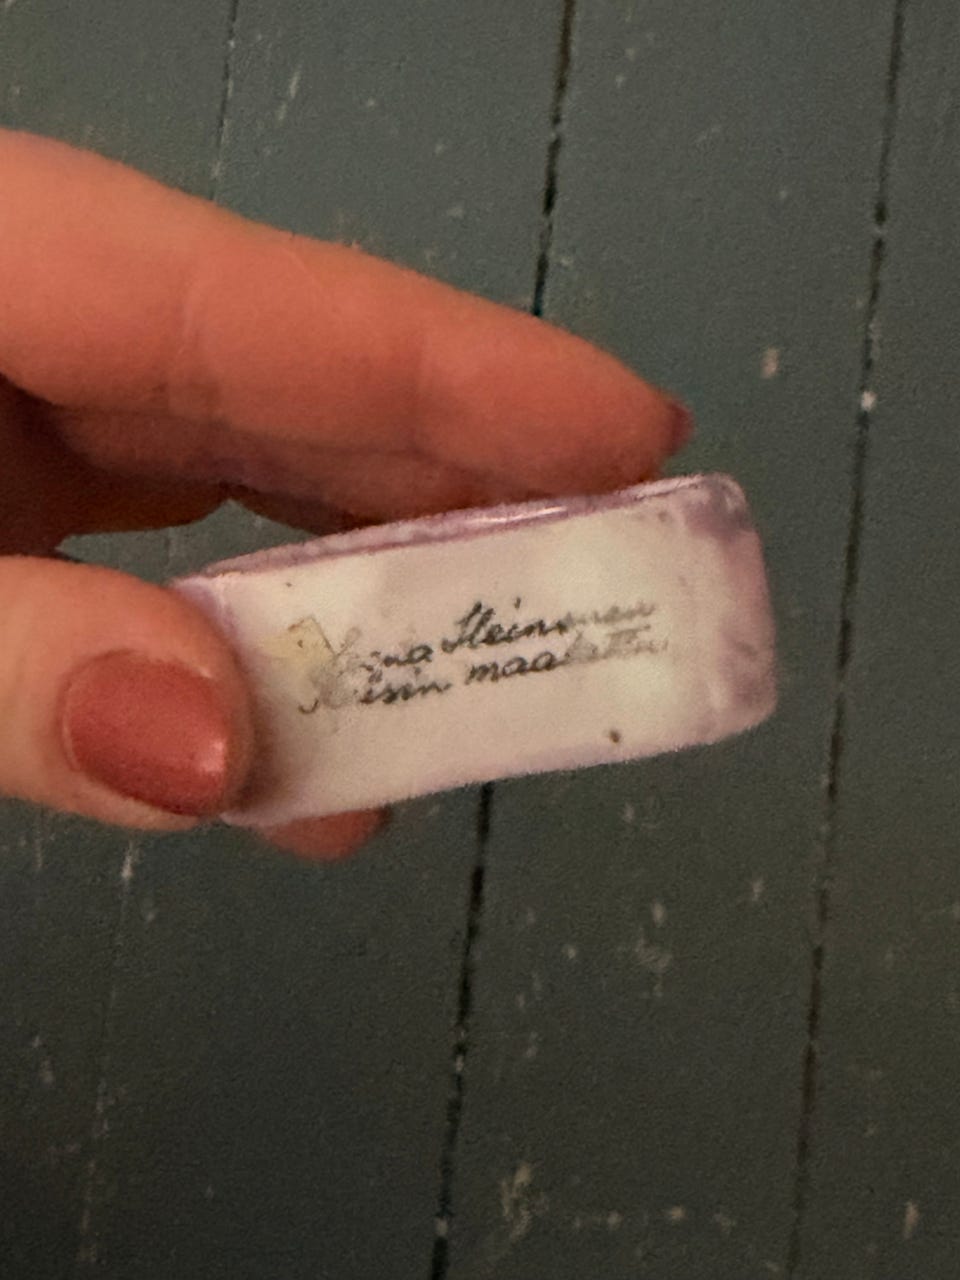 Heinonen
Käsin maalattu